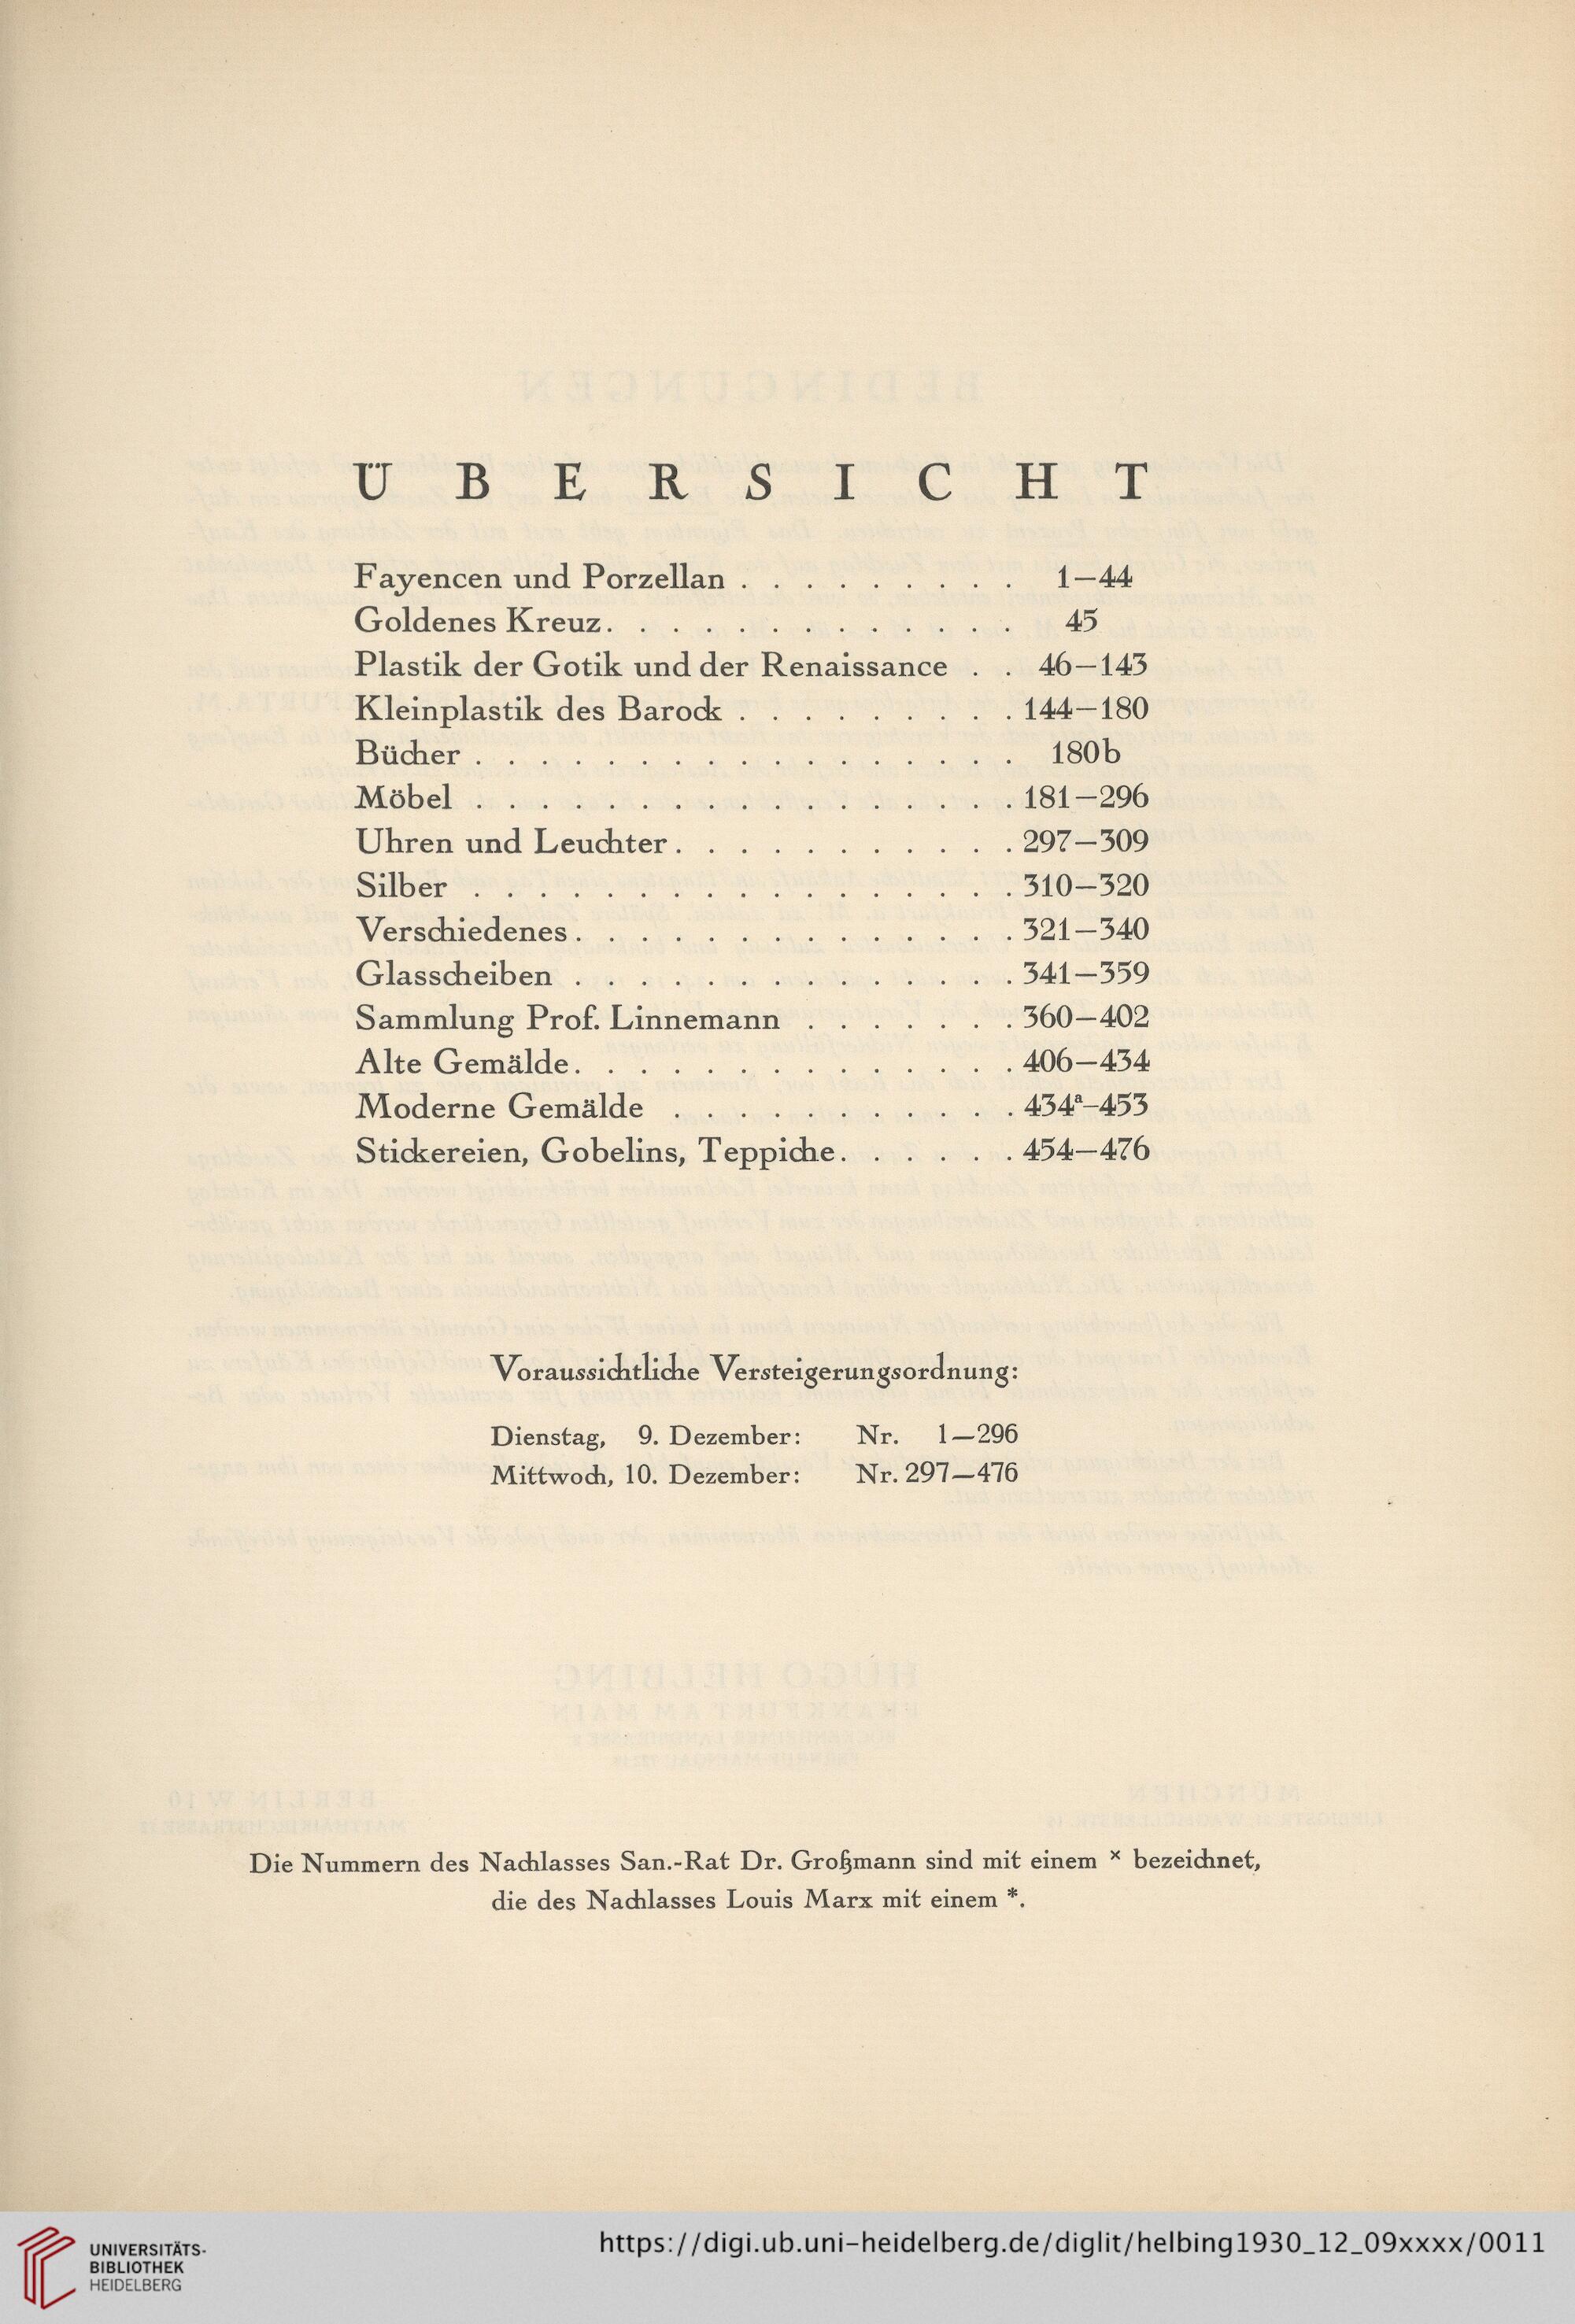 ÜBERSICHT
Fayencen und Porzellan . . . . . . . . . 1—44
Goldenes Kreuz. . . . . . . . . . . . . 45
Plastik der Gotik und der Renaissance . . 46—143
Kleinplastik des Barock . . . . . . . . . 144—180
Bücher . . . . . . . . . . . . . . . . . 180b
Möbel . . . . . . . . . . . . . . . . . 181—296
Uhren und Leuchter. . . . . . . . . . . 297—309
Silber . . . . . . . . . . . . . . . . . 310—320
Verschiedenes. . . . . . . . . . . . . . 321—340
Glasscheiben . . . . . . . . . . . . . . 341—359
Sammlung Prof. Linnemann . . . . . . . 360—402
Alte Gemälde. . . . . . . . . . . . . . 406—434
Moderne Gemälde . . . . . . . . . . . 434ª—453
Stickereien, Gobelins, Teppiche. . . . . . 454—476
Voraussichtliche Versteigerungsordnung:
Dienstag, 9. Dezember: Nr. 1—296
Mittwoch, 10. Dezember: Nr. 297—476
Die Nummern des Nachlasses San.-Rat Dr. Großmann sind mit einem × bezeichnet,
die des Nachlasses Louis Marx mit einem *.
UNIVERSITÄTS-
BIBLIOTHEK
HEIDELBERG
https://digi.ub.uni-heidelberg.de/diglit/helbing1930_12_09xxxx/0011